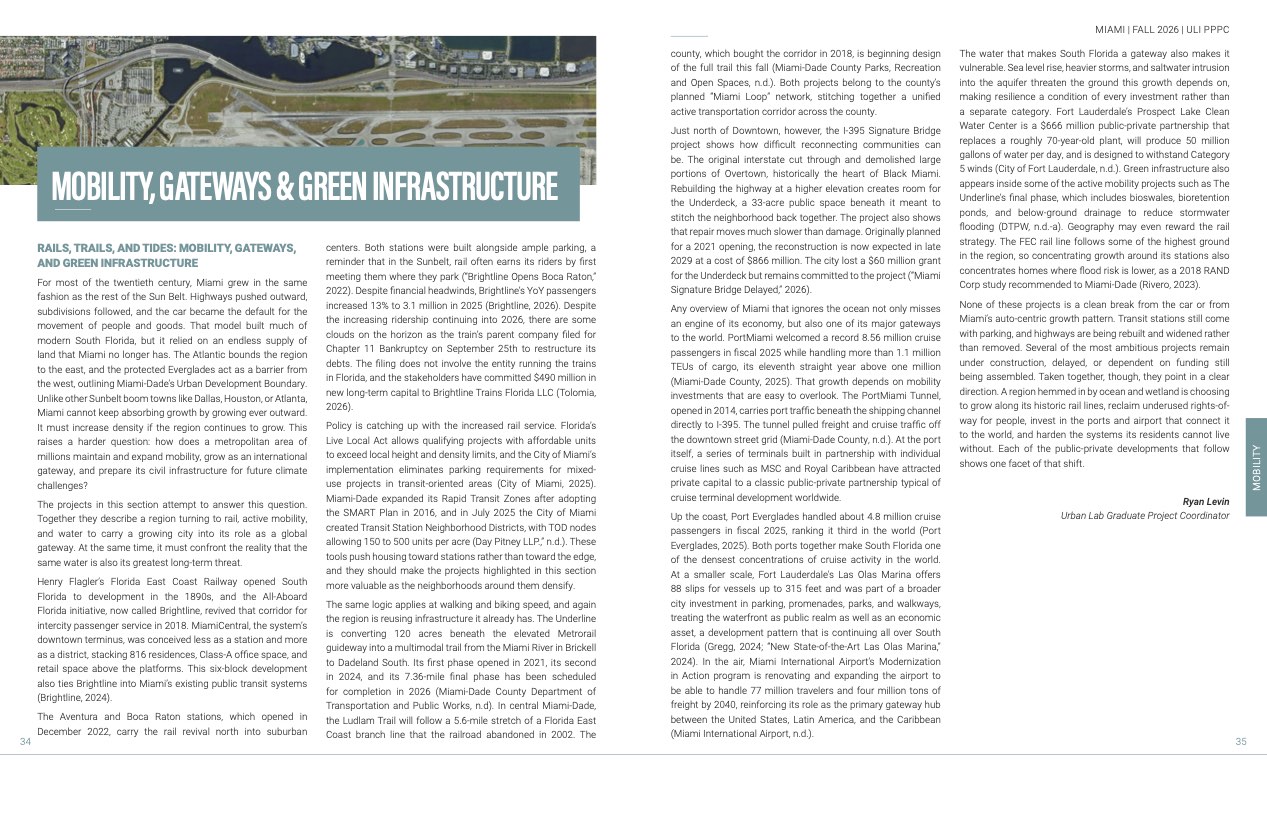 MIAMI | FALL 2026 | ULI PPPC
MOBILITY, GATEWAYS & GREEN INFRASTRUCTURE
RAILS, TRAILS, AND TIDES: MOBILITY, GATEWAYS,
AND GREEN INFRASTRUCTURE
For most of the twentieth century, Miami grew in the same
fashion as the rest of the Sun Belt. Highways pushed outward,
subdivisions followed, and the car became the default for the
movement of people and goods. That model built much of
modern South Florida, but it relied on an endless supply of
land that Miami no longer has. The Atlantic bounds the region
to the east, and the protected Everglades act as a barrier from
the west, outlining Miami-Dade's Urban Development Boundary.
Unlike other Sunbelt boom towns like Dallas, Houston, or Atlanta,
Miami cannot keep absorbing growth by growing ever outward.
It must increase density if the region continues to grow. This
raises a harder question: how does a metropolitan area of
millions maintain and expand mobility, grow as an international
gateway, and prepare its civil infrastructure for future climate
challenges?
The projects in this section attempt to answer this question.
Together they describe a region turning to rail, active mobility,
and water to carry a growing city into its role as a global
gateway. At the same time, it must confront the reality that the
same water is also its greatest long-term threat.
Henry Flagler's Florida East Coast Railway opened South
Florida to development in the 1890s, and the All-Aboard
Florida initiative, now called Brightline, revived that corridor for
intercity passenger service in 2018. MiamiCentral, the system's
downtown terminus, was conceived less as a station and more
as a district, stacking 816 residences, Class-A office space, and
retail space above the platforms. This six-block development
also ties Brightline into Miami's existing public transit systems
(Brightline, 2024).
The Aventura and Boca Raton stations, which opened in
December 2022, carry the rail revival north into suburban
centers. Both stations were built alongside ample parking, a
reminder that in the Sunbelt, rail often earns its riders by first
meeting them where they park ("Brightline Opens Boca Raton,"
2022). Despite financial headwinds, Brightline's YoY passengers
increased 13% to 3.1 million in 2025 (Brightline, 2026). Despite
the increasing ridership continuing into 2026, there are some
clouds on the horizon as the train's parent company filed for
Chapter 11 Bankruptcy on September 25th to restructure its
debts. The filing does not involve the entity running the trains
in Florida, and the stakeholders have committed $490 million in
new long-term capital to Brightline Trains Florida LLC (Tolomia,
2026).
Policy is catching up with the increased rail service. Florida's
Live Local Act allows qualifying projects with affordable units
to exceed local height and density limits, and the City of Miami's
implementation eliminates parking requirements for mixed-
use projects in transit-oriented areas (City of Miami, 2025).
Miami-Dade expanded its Rapid Transit Zones after adopting
the SMART Plan in 2016, and in July 2025 the City of Miami
created Transit Station Neighborhood Districts, with TOD nodes
allowing 150 to 500 units per acre (Day Pitney LLP.," n.d.). These
tools push housing toward stations rather than toward the edge,
and they should make the projects highlighted in this section
more valuable as the neighborhoods around them densify.
The same logic applies at walking and biking speed, and again
the region is reusing infrastructure it already has. The Underline
is converting 120 acres beneath the elevated Metrorail
guideway into a multimodal trail from the Miami River in Brickell
to Dadeland South. Its first phase opened in 2021, its second
in 2024, and its 7.36-mile final phase has been scheduled
for completion in 2026 (Miami-Dade County Department of
Transportation and Public Works, n.d). In central Miami-Dade,
the Ludlam Trail will follow a 5.6-mile stretch of a Florida East
Coast branch line that the railroad abandoned in 2002. The
34
county, which bought the corridor in 2018, is beginning design
of the full trail this fall (Miami-Dade County Parks, Recreation
and Open Spaces, n.d.). Both projects belong to the county's
planned "Miami Loop" network, stitching together a unified
active transportation corridor across the county.
Just north of Downtown, however, the I-395 Signature Bridge
project shows how difficult reconnecting communities can
be. The original interstate cut through and demolished large
portions of Overtown, historically the heart of Black Miami.
Rebuilding the highway at a higher elevation creates room for
the Underdeck, a 33-acre public space beneath it meant to
stitch the neighborhood back together. The project also shows
that repair moves much slower than damage. Originally planned
for a 2021 opening, the reconstruction is now expected in late
2029 at a cost of $866 million. The city lost a $60 million grant
for the Underdeck but remains committed to the project ("Miami
Signature Bridge Delayed," 2026).
Any overview of Miami that ignores the ocean not only misses
an engine of its economy, but also one of its major gateways
to the world. PortMiami welcomed a record 8.56 million cruise
passengers in fiscal 2025 while handling more than 1.1 million
TEUs of cargo, its eleventh straight year above one million
(Miami-Dade County, 2025). That growth depends on mobility
investments that are easy to overlook. The PortMiami Tunnel,
opened in 2014, carries port traffic beneath the shipping channel
directly to I-395. The tunnel pulled freight and cruise traffic off
the downtown street grid (Miami-Dade County, n.d.). At the port
itself, a series of terminals built in partnership with individual
cruise lines such as MSC and Royal Caribbean have attracted
private capital to a classic public-private partnership typical of
cruise terminal development worldwide.
Up the coast, Port Everglades handled about 4.8 million cruise
passengers in fiscal 2025, ranking it third in the world (Port
Everglades, 2025). Both ports together make South Florida one
of the densest concentrations of cruise activity in the world.
At a smaller scale, Fort Lauderdale's Las Olas Marina offers
88 slips for vessels up to 315 feet and was part of a broader
city investment in parking, promenades, parks, and walkways,
treating the waterfront as public realm as well as an economic
asset, a development pattern that is continuing all over South
Florida (Gregg, 2024; "New State-of-the-Art Las Olas Marina,"
2024). In the air, Miami International Airport's Modernization
in Action program is renovating and expanding the airport to
be able to handle 77 million travelers and four million tons of
freight by 2040, reinforcing its role as the primary gateway hub
between the United States, Latin America, and the Caribbean
(Miami International Airport, n.d.).
The water that makes South Florida a gateway also makes it
vulnerable. Sea level rise, heavier storms, and saltwater intrusion
into the aquifer threaten the ground this growth depends on,
making resilience a condition of every investment rather than
a separate category. Fort Lauderdale's Prospect Lake Clean
Water Center is a $666 million public-private partnership that
replaces a roughly 70-year-old plant, will produce 50 million
gallons of water per day, and is designed to withstand Category
5 winds (City of Fort Lauderdale, n.d.). Green infrastructure also
appears inside some of the active mobility projects such as The
Underline's final phase, which includes bioswales, bioretention
ponds, and below-ground drainage to reduce stormwater
flooding (DTPW, n.d.-a). Geography may even reward the rail
strategy. The FEC rail line follows some of the highest ground
in the region, so concentrating growth around its stations also
concentrates homes where flood risk is lower, as a 2018 RAND
Corp study recommended to Miami-Dade (Rivero, 2023).
None of these projects is a clean break from the car or from
Miami's auto-centric growth pattern. Transit stations still come
with parking, and highways are being rebuilt and widened rather
than removed. Several of the most ambitious projects remain
under construction, delayed, or dependent on funding still
being assembled. Taken together, though, they point in a clear
direction. A region hemmed in by ocean and wetland is choosing
to grow along its historic rail lines, reclaim underused rights-of-
way for people, invest in the ports and airport that connect it
to the world, and harden the systems its residents cannot live
without. Each of the public-private developments that follow
shows one facet of that shift.
Ryan Levin
Urban Lab Graduate Project Coordinator
MOBILITY
35